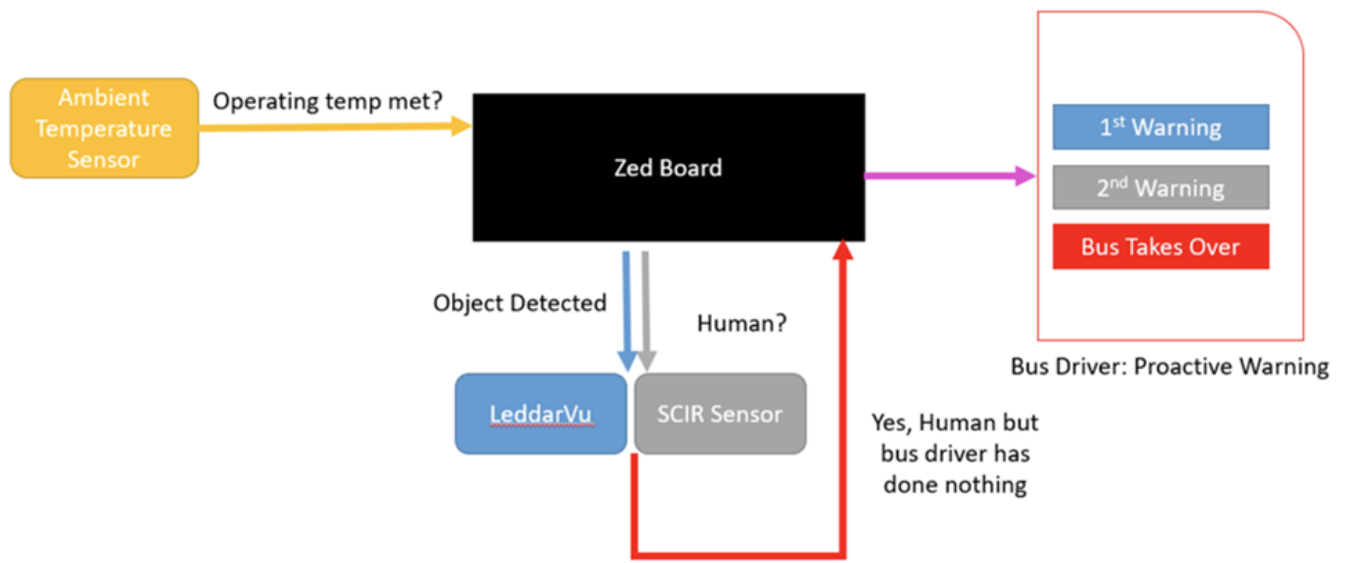 Ambient
Temperature
Sensor
Operating temp met?
Zed Board
1st Warning
2nd Warning
Bus Takes Over
Bus Driver: Proactive Warning
Object Detected
Human?
LeddarVu
SCIR Sensor
Yes, Human but
bus driver has
done nothing